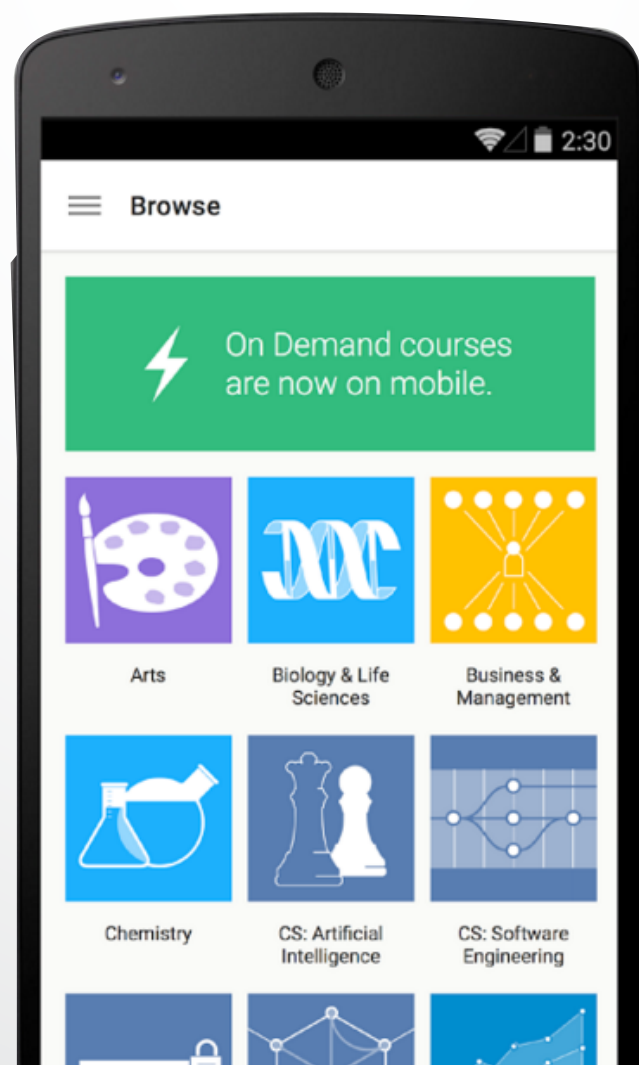 2:30
Browse
On Demand courses
are now on mobile.
Arts
Biology & Life
Sciences
Business &
Management
Chemistry
CS: Artificial
Intelligence
CS: Software
Engineering